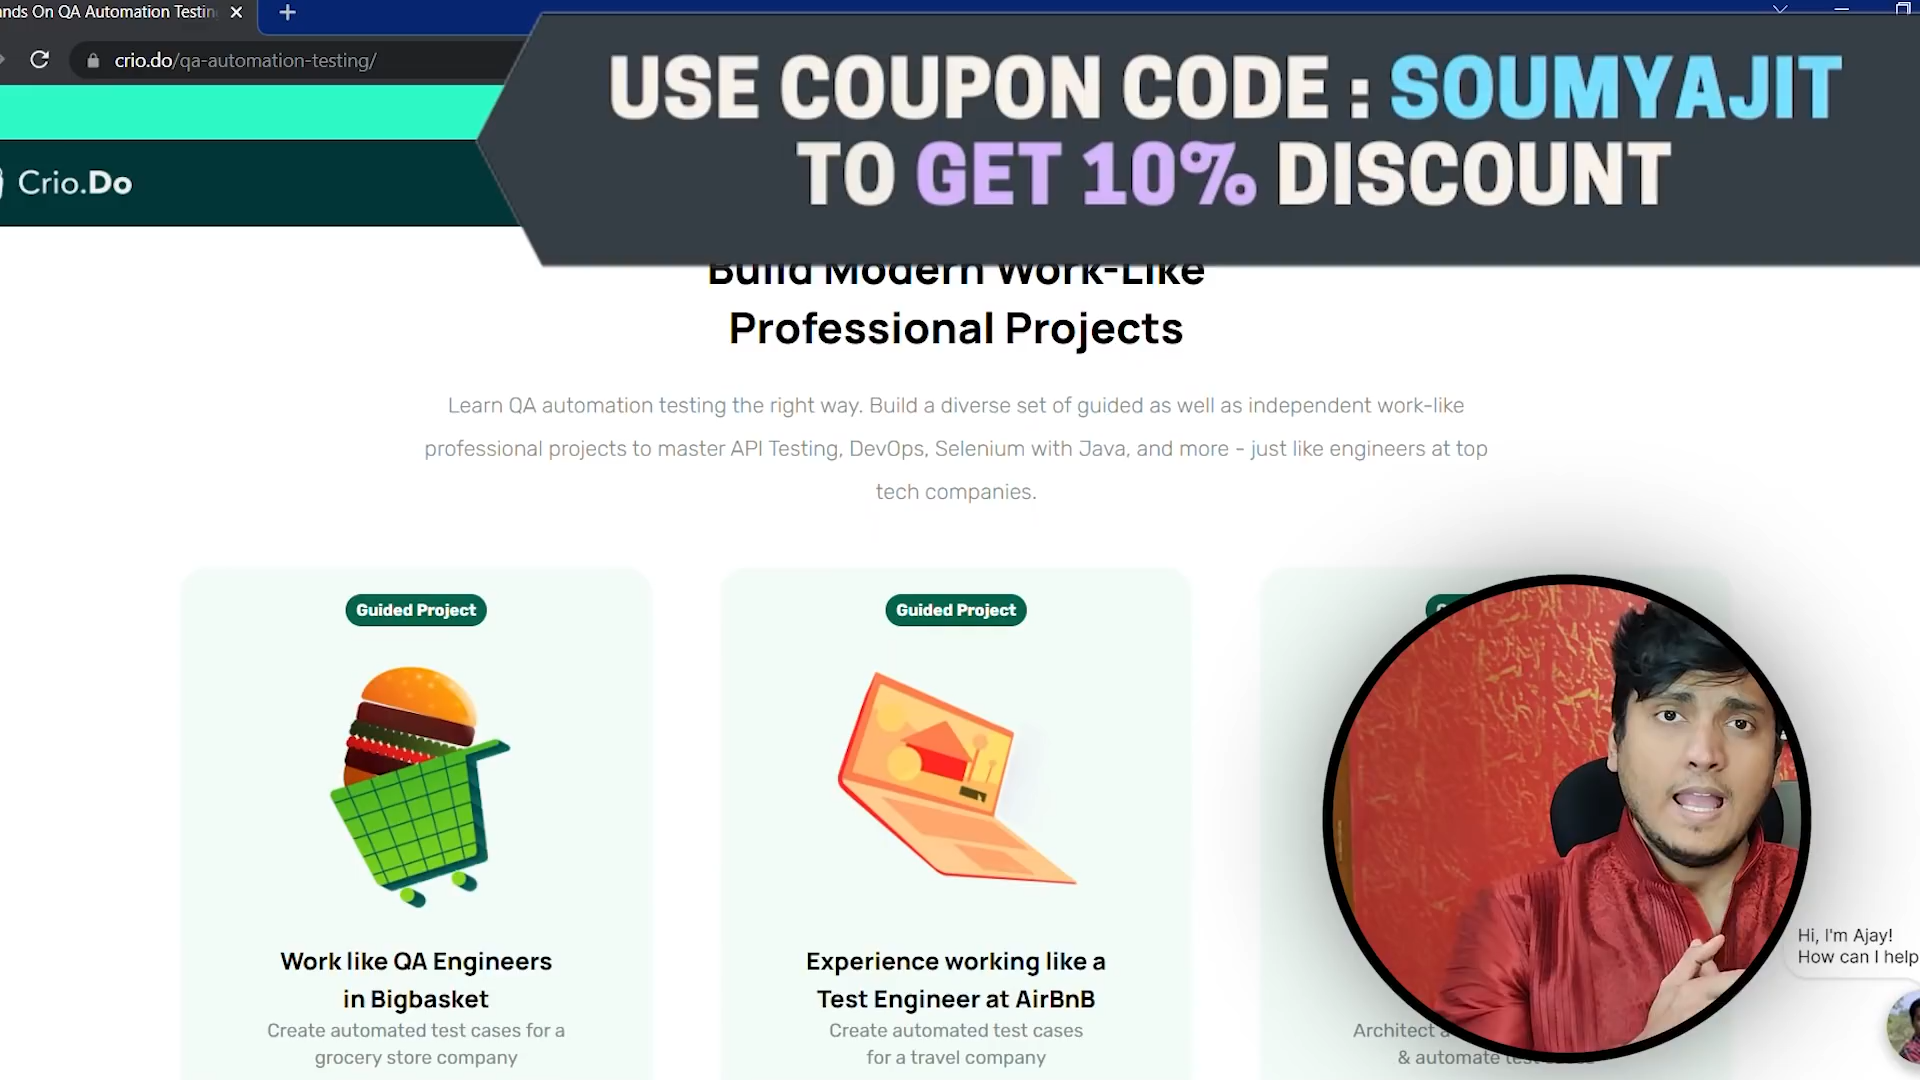 nds On QA Automation Testin
crio.do/qa-automation-testing/
USE COUPON CODE : SOUMYAJIT
TO GET 10% DISCOUNT
Crio.Do
Build Modern Work-Like
Professional Projects
Learn QA automation testing the right way. Build a diverse set of guided as well as independent work-like
professional projects to master API Testing, DevOps, Selenium with Java, and more - just like engineers at top
tech companies.
Guided Project
Guided Project
Work like QA Engineers
in Bigbasket
Create automated test cases for a
grocery store company
Experience working like a
Test Engineer at AirBnB
Create automated test cases
for a travel company
Architect
& automate
Hi, I'm Ajay!
How can I help